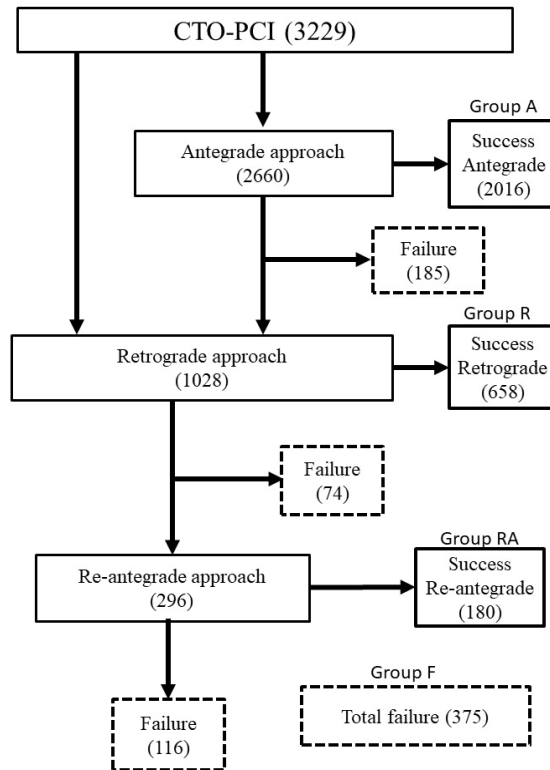 CTO-PCI (3229)
Group A
Antegrade approach
(2660)
Success
Antegrade
(2016)
Failure
(185)
Group R
Retrograde approach
(1028)
Success
Retrograde
(658)
Failure
(74)
Group RA
Re-antegrade approach
(296)
Success
Re-antegrade
(180)
Group F
Failure
(116)
Total failure (375)